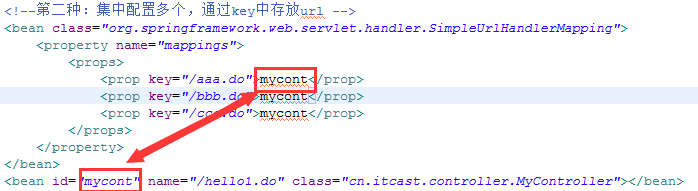 <!--第二种：集中配置多个，通过key中存放url -->
<bean class="org.springframework.web.servlet.handler.SimpleUrlHandlerMapping">
<property name="mappings">
<props>
<prop key="/aaa.do">mycont</prop>
<prop key="/bbb.do">mycont</prop>
<prop key="/ccc.do">mycont</prop>
</props>
</property>
</bean>
<bean id="mycont" name="/hello1.do" class="cn.itcast.controller.MyController"></bean>